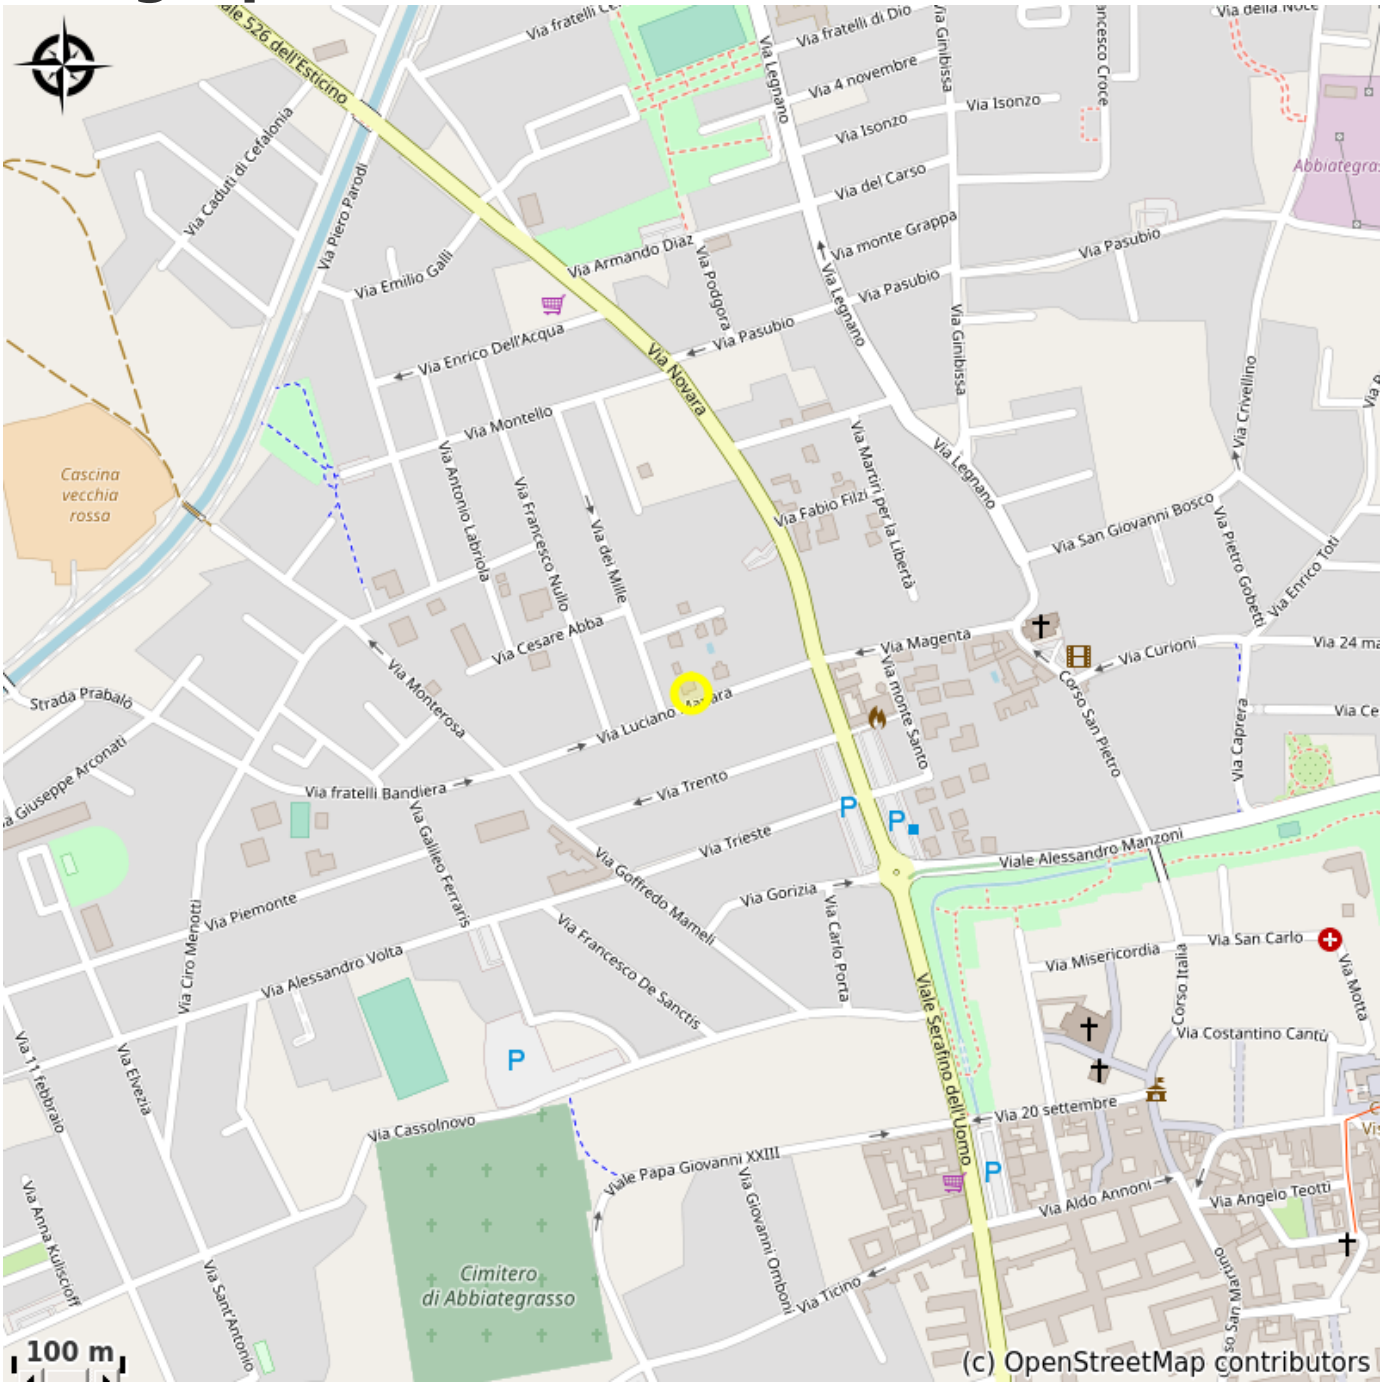 Viale 526 dell'Esticino
Via fratelli di Dio
Via Ginibissa
Via Legnano
Via 4 novembre
Via Isonzo
Via Isonzo
Via Caduti di Cefalonia
Via Piero Parodi
Via del Carso
Via Emilio Galli
Via Armando Diaz
Via Podgora
Via monte Grappa
Via Pasubio
Via Legnano
Via Pasubio
Via Ginibissa
Via Pasubio
Via Enrico Dell'Acqua
Via Novara
Via Crivellino
Via Montello
Via Martiri per la Libertà
Via Legnano
Cascina
vecchia
rossa
Via Antonio Labriola
Via Francesco Nullo
Via dei Mille
Via Fabio Filzi
Via San Giovanni Bosco
Via Pietro Gobetti
Via Enrico Toti
Via Cesare Abba
Via Magenta
Via Curioni
Via 24 ma
Strada Prabalò
Via Monterosa
Via Luciano Manara
Via monte Santo
Corso San Pietro
Via Caprera
Via Ce
Via Giuseppe Arconati
Via fratelli Bandiera
Via Trento
P
P
Via Galileo Ferraris
Via Trieste
Viale Alessandro Manzoni
Via Goffredo Mameli
Via Gorizia
Via Piemonte
Via Ciro Menotti
Via Carlo Porta
Via Francesco De Sanctis
Via Alessandro Volta
Via Misericordia
Via San Carlo
Corso Italia
Via Motta
Via Costantino Cantù
Via 11 febbraio
Via Elvezia
P
Viale Serafino dell'Uomo
Via 20 settembre
Via Cassolnovo
Viale Papa Giovanni XXIII
P
Via Giovanni Omboni
Via Aldo Annoni
Via Angelo Teotti
Via Anna Kuliscioff
Via Sant'Antonio
Cimitero
di Abbiategrasso
Via Ticino
so San Martino
100 m
(c) OpenStreetMap contributors